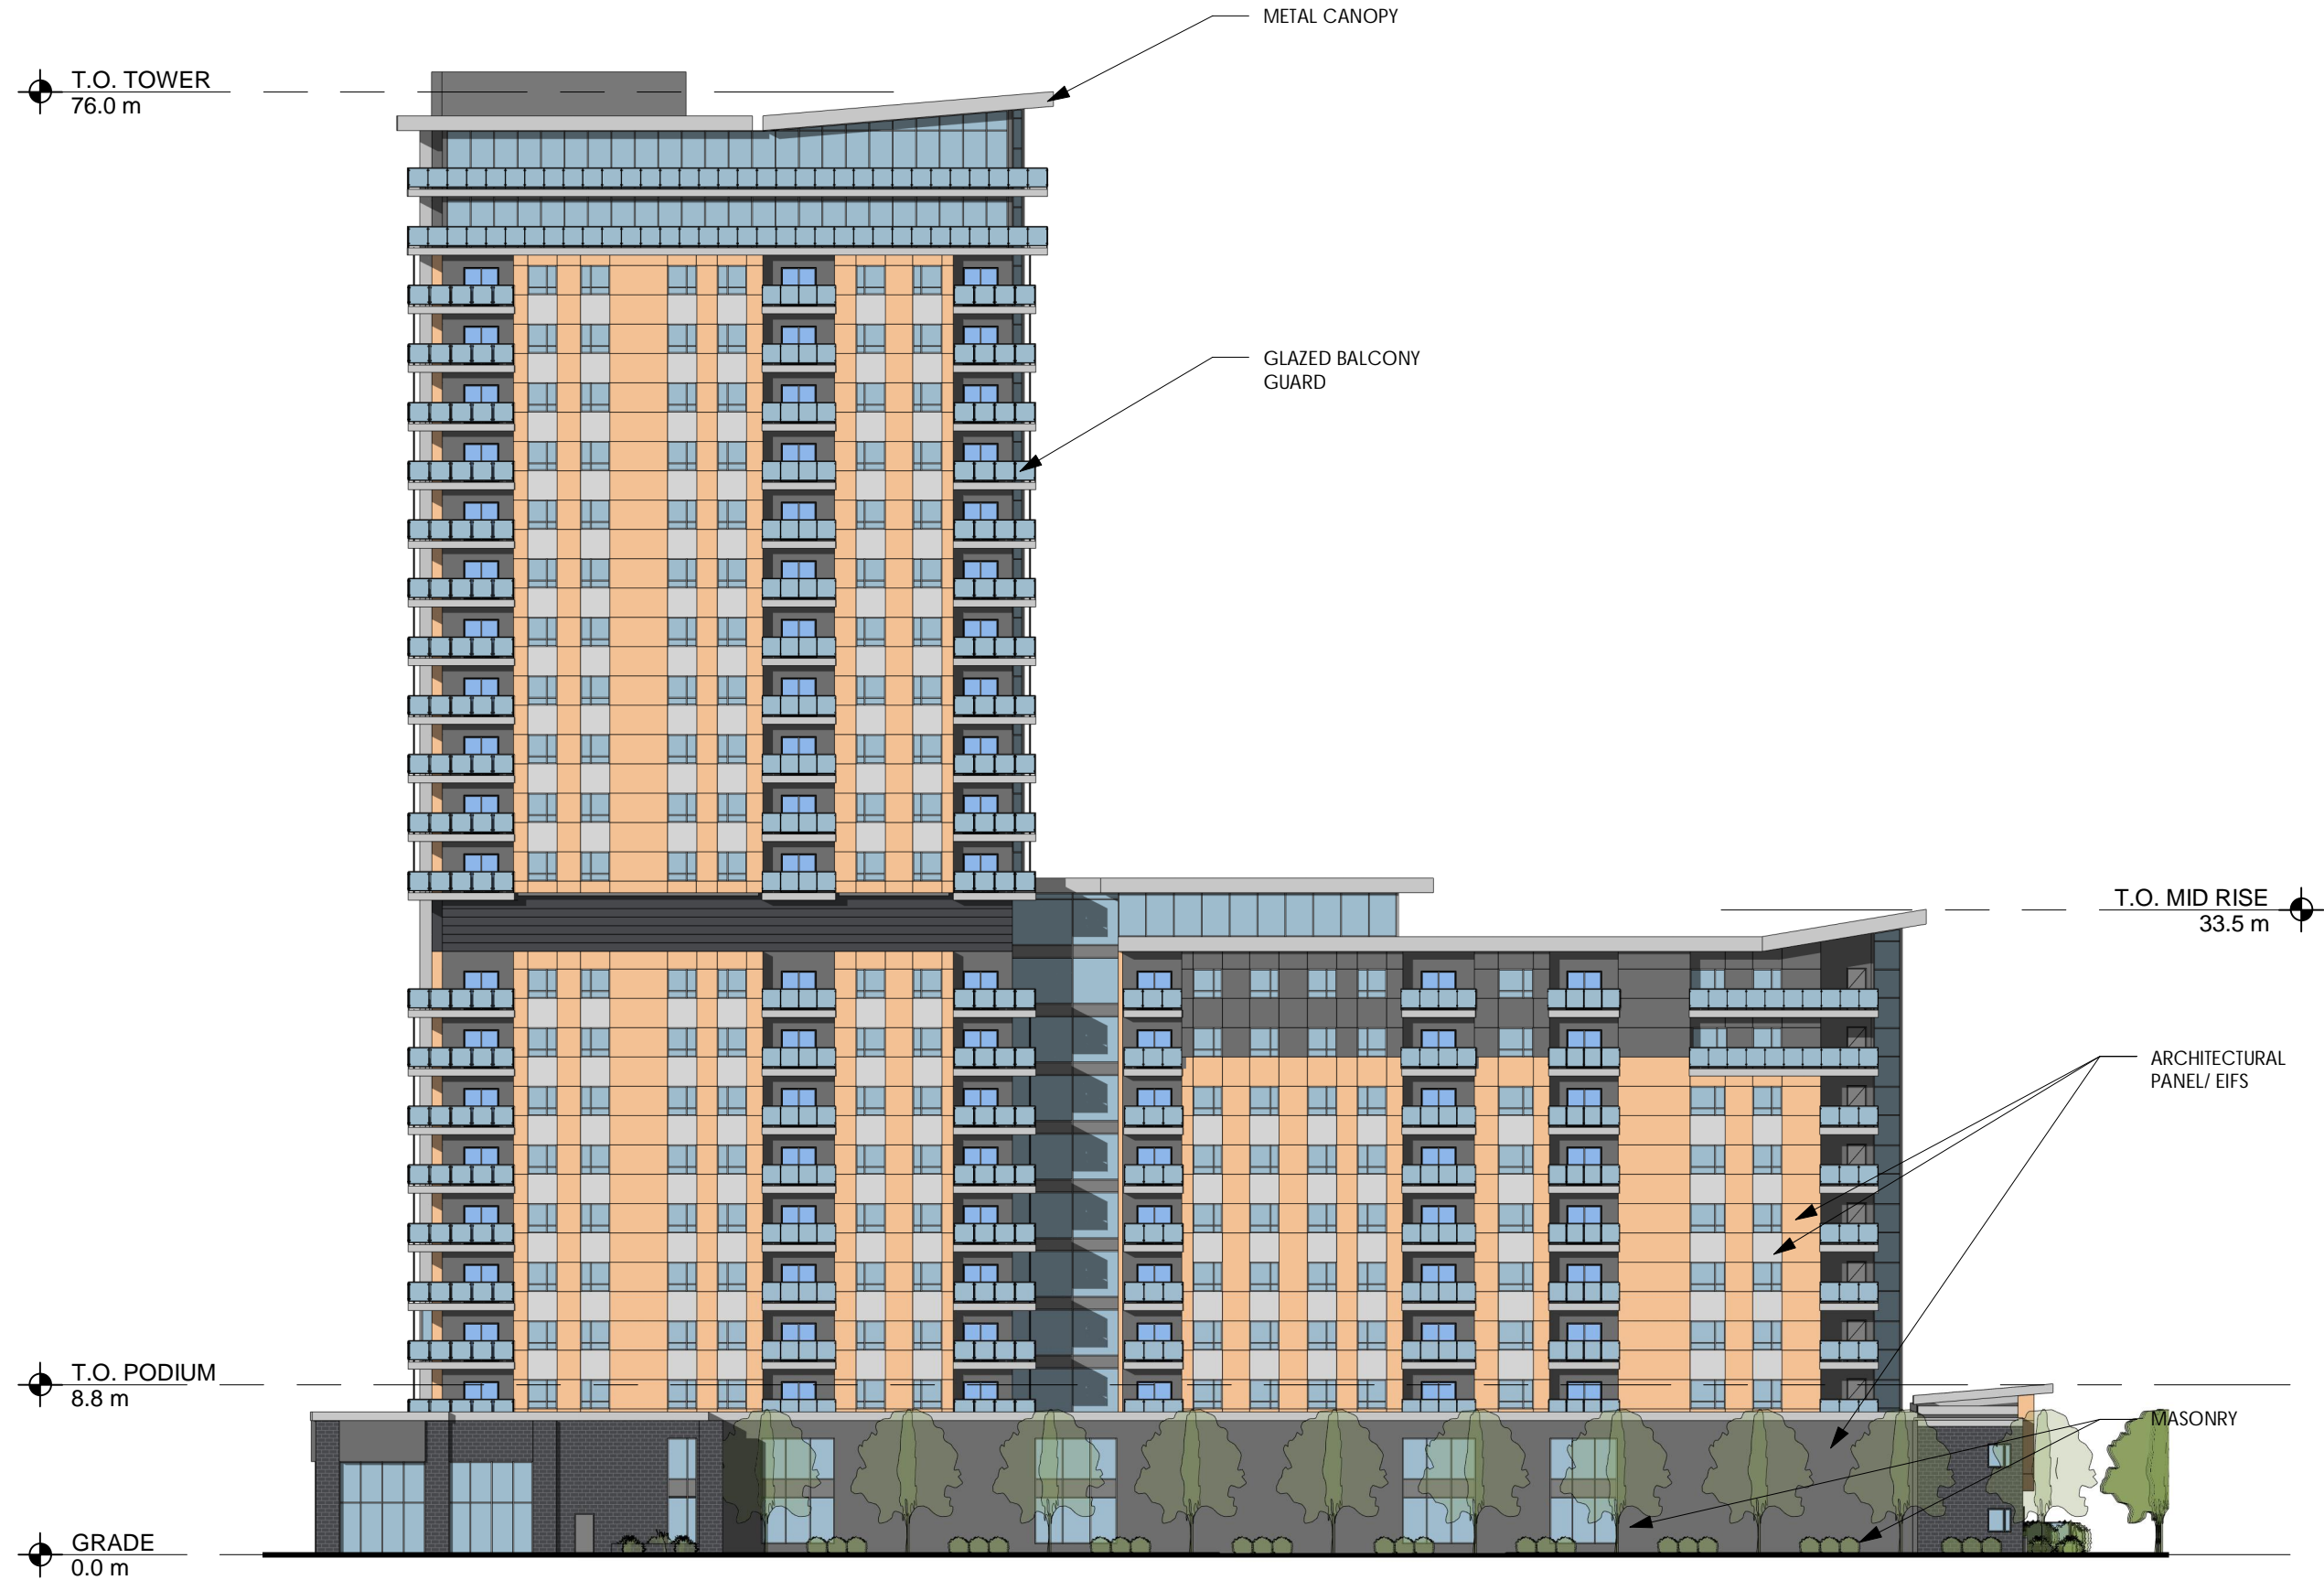 METAL CANOPY
T.O. TOWER
76.0 m
GLAZED BALCONY
GUARD
T.O. MID RISE
33.5 m
ARCHITECTURAL
PANEL/ EIFS
T.O. PODIUM
8.8 m
MASONRY
GRADE
0.0 m